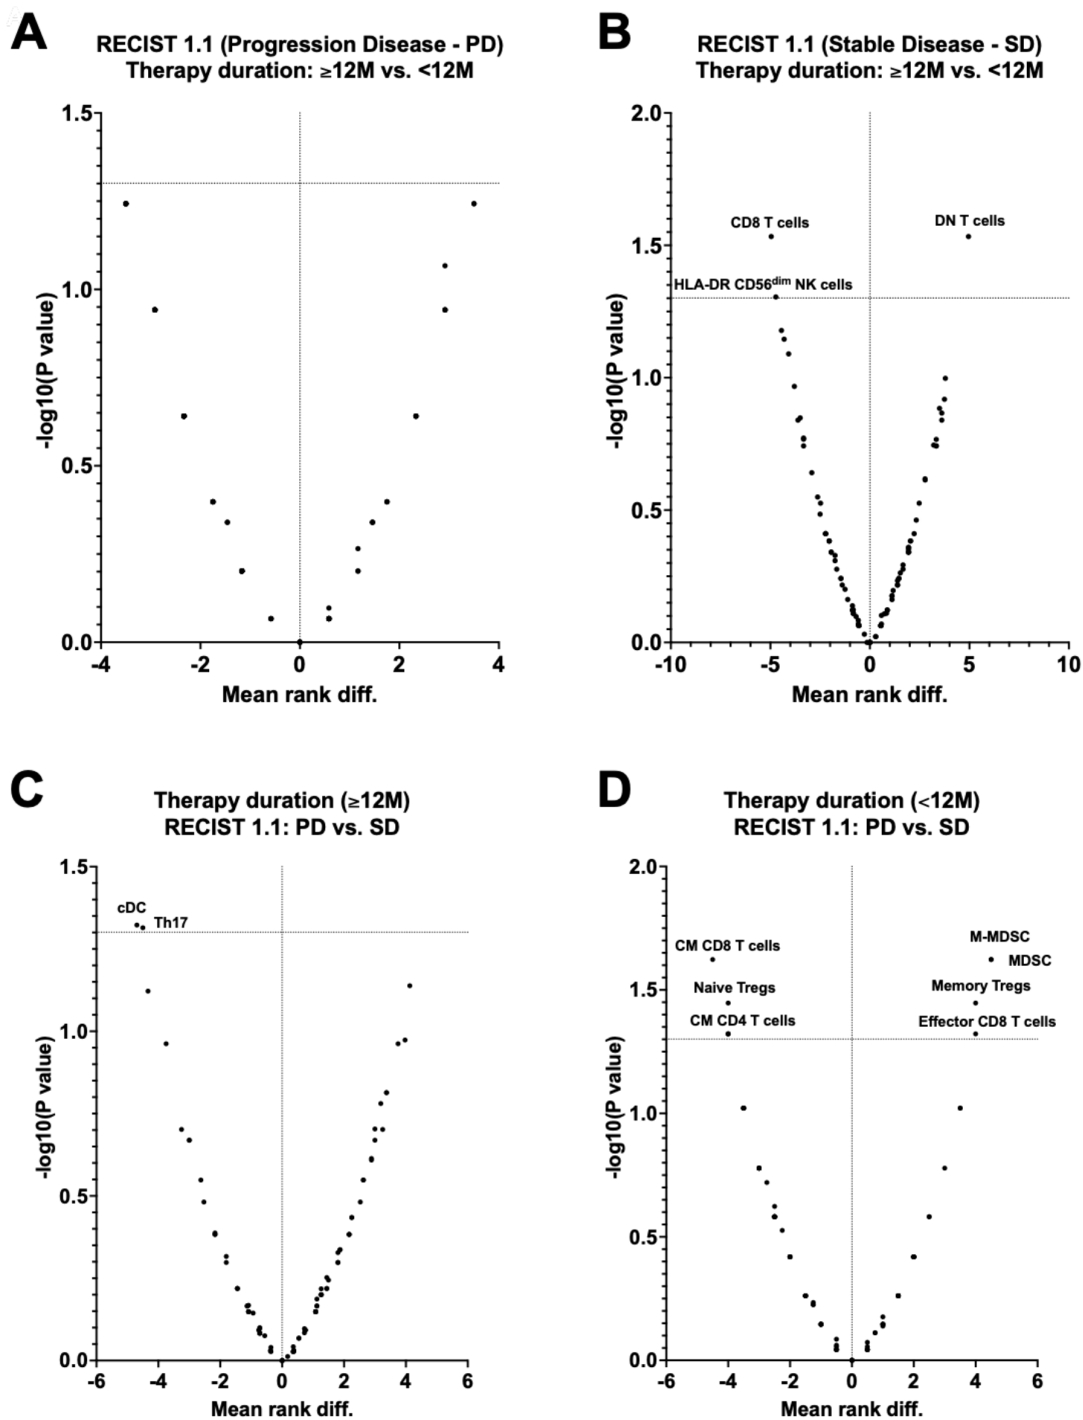 A
RECIST 1.1 (Progression Disease - PD)
Therapy duration: ≥12M vs. <12M
1.5
1.0
0.5
0.0
-log10(P value)
-4
-2
0
2
4
Mean rank diff.
B
RECIST 1.1 (Stable Disease - SD)
Therapy duration: ≥12M vs. <12M
2.0
1.5
1.0
0.5
0.0
-log10(P value)
CD8 T cells
DN T cells
HLA-DR CD56dim NK cells
-10
-5
0
5
10
Mean rank diff.
C
Therapy duration (≥12M)
RECIST 1.1: PD vs. SD
1.5
1.0
0.5
0.0
-log10(P value)
cDC
Th17
-6
-4
-2
0
2
4
6
Mean rank diff.
D
Therapy duration (<12M)
RECIST 1.1: PD vs. SD
2.0
1.5
1.0
0.5
0.0
-log10(P value)
CM CD8 T cells
Naive Tregs
CM CD4 T cells
M-MDSC
MDSC
Memory Tregs
Effector CD8 T cells
-6
-4
-2
0
2
4
6
Mean rank diff.